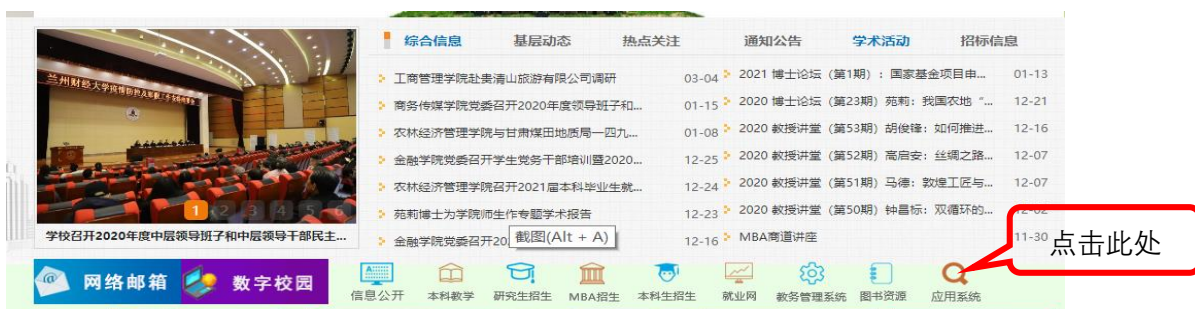 综合信息 基层动态 热点关注
工商管理学院赴贵清山旅游有限公司调研 03-04
商务传媒学院党委召开2020年度领导班子和... 01-15
农林经济管理学院与甘肃煤田地质局一四九... 01-08
金融学院党委召开学生党务干部培训暨2020... 12-25
农林经济管理学院召开2021届本科毕业生就... 12-24
苑莉博士为学院师生作专题学术报告 12-23
金融学院党委召开20 12-16
截图(Alt + A)
通知公告 学术活动 招标信息
2021 博士论坛（第1期）：国家基金项目申... 01-13
2020 博士论坛（第23期）苑莉：我国农地“... 12-21
2020 教授讲堂（第53期）胡俊锋：如何推进... 12-16
2020 教授讲堂（第52期）高启安：丝绸之路... 12-07
2020 教授讲堂（第51期）马德：敦煌工匠与... 12-07
2020 教授讲堂（第50期）钟昌标：双循环的... 12-02
MBA商道讲座 11-30
点击此处
1 2 3 4 5 6
学校召开2020年度中层领导班子和中层领导干部民主...
网络邮箱 数字校园
信息公开 本科教学 研究生招生 MBA招生 本科生招生 就业网 教务管理系统 图书资源 应用系统